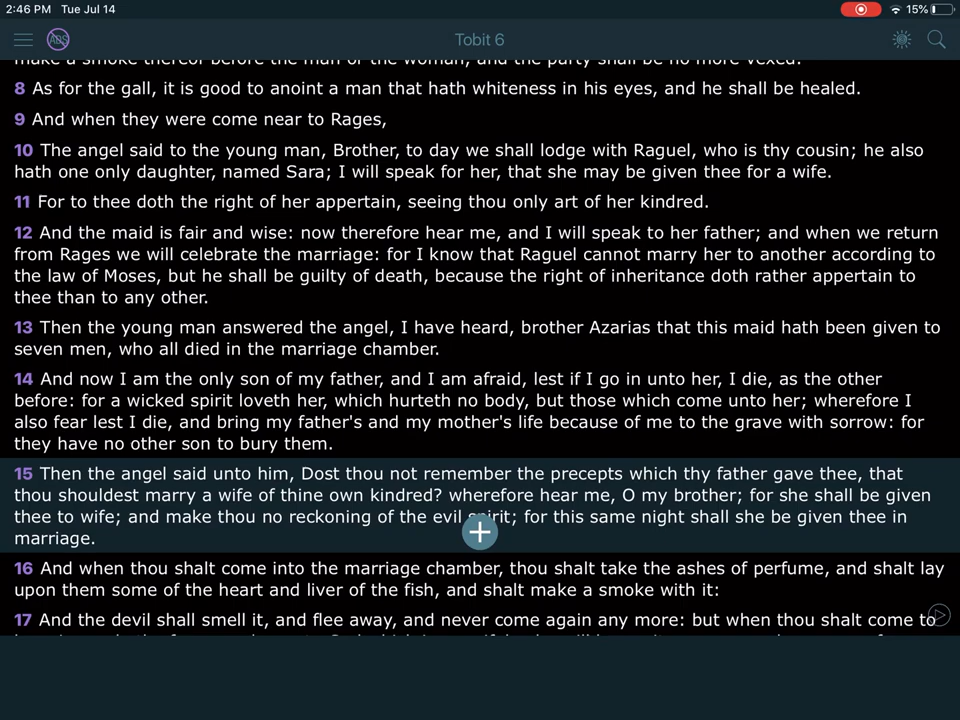 2:46 PM Tue Jul 14
15%
ABS
Tobit 6
make a smoke thereof before the man or the woman, and the party shall be no more vexed.
8 As for the gall, it is good to anoint a man that hath whiteness in his eyes, and he shall be healed.
9 And when they were come near to Rages,
10 The angel said to the young man, Brother, to day we shall lodge with Raguel, who is thy cousin; he also
hath one only daughter, named Sara; I will speak for her, that she may be given thee for a wife.
11 For to thee doth the right of her appertain, seeing thou only art of her kindred.
12 And the maid is fair and wise: now therefore hear me, and I will speak to her father; and when we return
from Rages we will celebrate the marriage: for I know that Raguel cannot marry her to another according to
the law of Moses, but he shall be guilty of death, because the right of inheritance doth rather appertain to
thee than to any other.
13 Then the young man answered the angel, I have heard, brother Azarias that this maid hath been given to
seven men, who all died in the marriage chamber.
14 And now I am the only son of my father, and I am afraid, lest if I go in unto her, I die, as the other
before: for a wicked spirit loveth her, which hurteth no body, but those which come unto her; wherefore I
also fear lest I die, and bring my father's and my mother's life because of me to the grave with sorrow: for
they have no other son to bury them.
15 Then the angel said unto him, Dost thou not remember the precepts which thy father gave thee, that
thou shouldest marry a wife of thine own kindred? wherefore hear me, O my brother; for she shall be given
thee to wife; and make thou no reckoning of the evil spirit; for this same night shall she be given thee in
marriage.
16 And when thou shalt come into the marriage chamber, thou shalt take the ashes of perfume, and shalt lay
upon them some of the heart and liver of the fish, and shalt make a smoke with it:
17 And the devil shall smell it, and flee away, and never come again any more: but when thou shalt come to